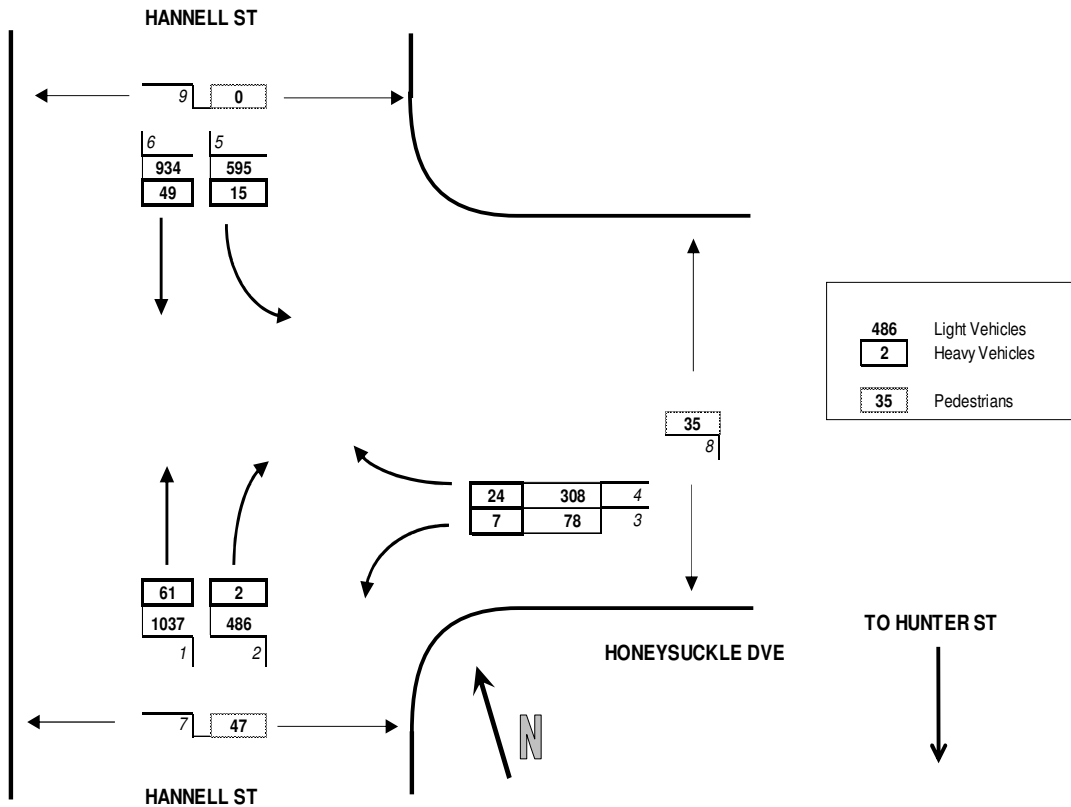 HANNELL ST
9 0
6 5
934 595
49 15
486 Light Vehicles
2 Heavy Vehicles
35 Pedestrians
35
8
24 308 4
7 78 3
61 2
1037 486
1 2
TO HUNTER ST
HONEYSUCKLE DVE
N
7 47
HANNELL ST